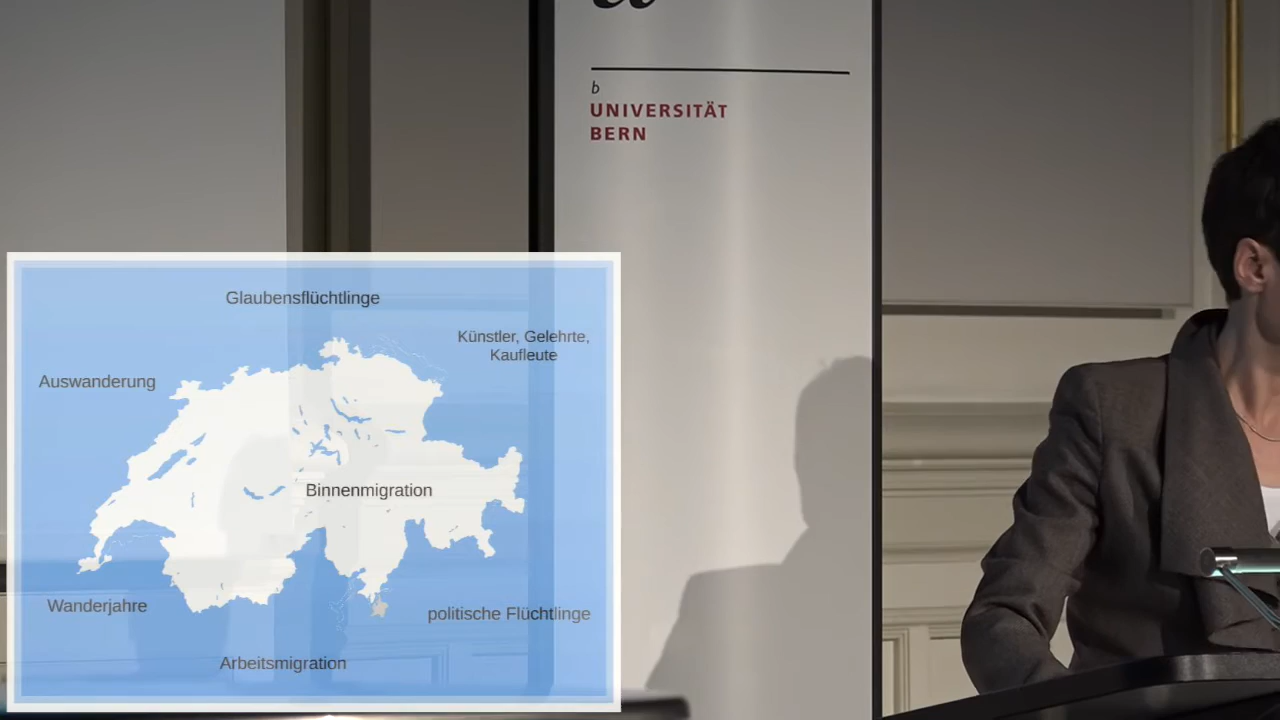 b
UNIVERSITÄT
BERN
Glaubensflüchtlinge
Künstler, Gelehrte,
Kaufleute
Auswanderung
Binnenmigration
Wanderjahre
politische Flüchtlinge
Arbeitsmigration